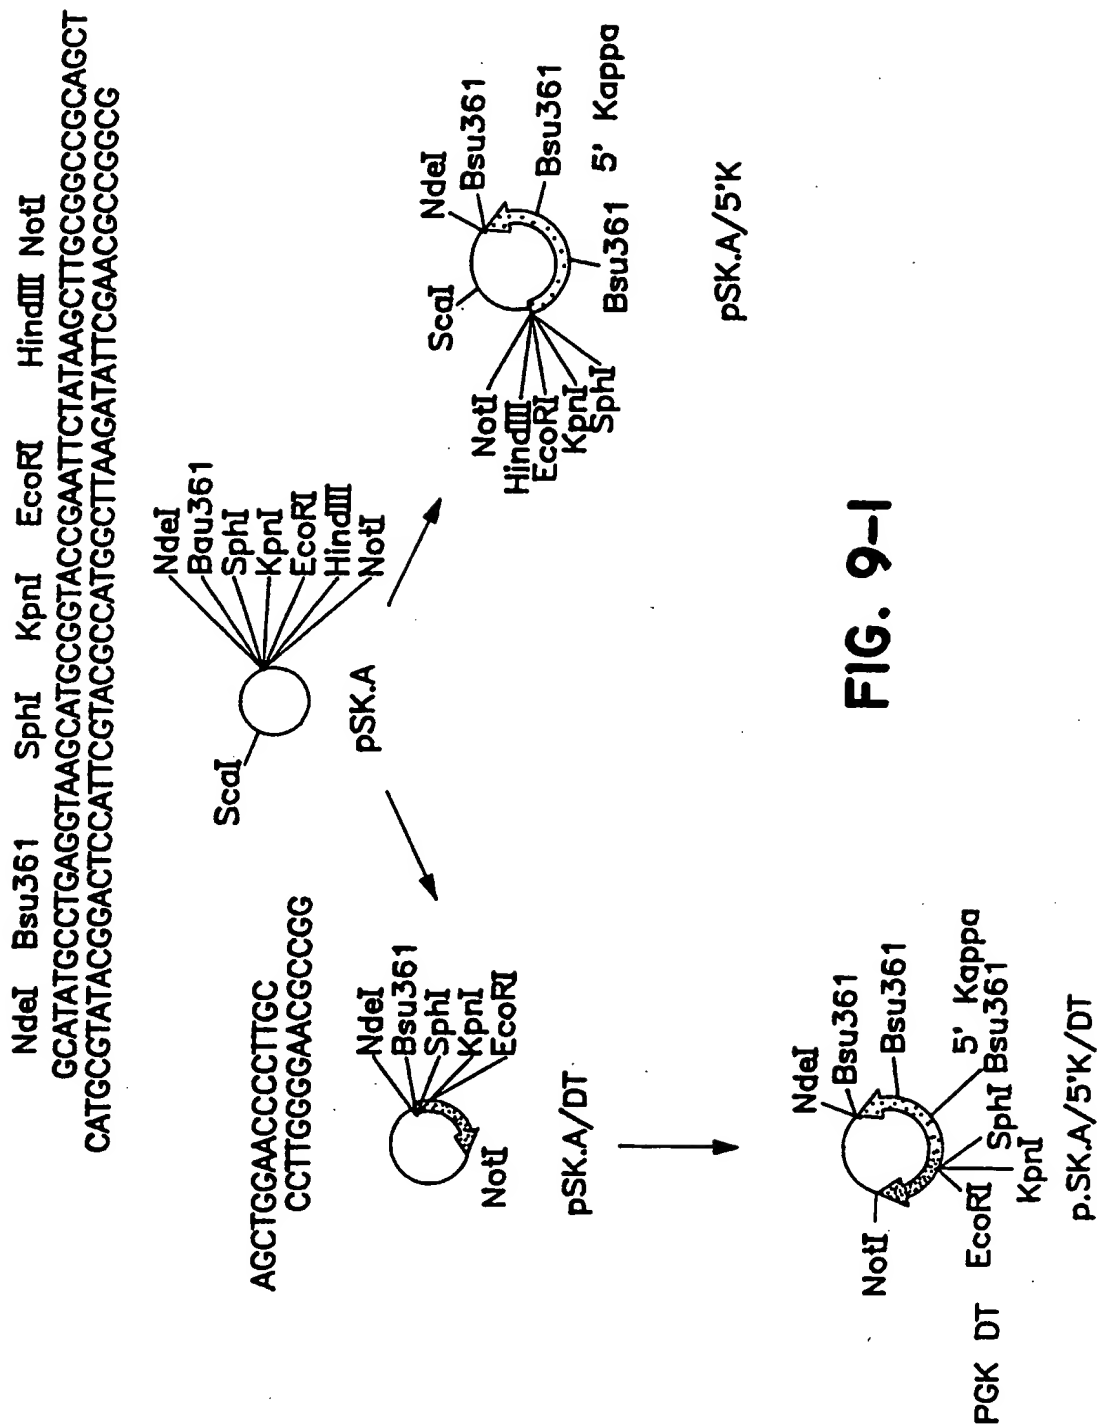 NdeI Bsu361 SphI KpnI EcoRI HindIII NotI
GCATATGCCTGAGGTAAGCATGCGGTACCGAATTCTATAAGCTTGCGGCCGCAGCT
CATGCGTATACGGACTCCATTCGTACGCCATGGCTTAAGATATTCGAACGCCGGCG
ScaI
NdeI
Bau361
SphI
KpnI
EcoRI
HindIII
NotI
pSK.A
AGCTGGAACCCCTTGC
CCTTGGGGAACGCCGG
NdeI
Bsu361
SphI
KpnI
EcoRI
NotI
pSK.A/DT
ScaI
NdeI
Bsu361
Bsu361
Bsu361 5' Kappa
NotI
HindIII
EcoRI
KpnI
SphI
pSK.A/5'K
NdeI
Bsu361
Bsu361
5' Kappa
Bsu361
SphI
KpnI
EcoRI
NotI
PGK DT
p.SK.A/5'K/DT
FIG. 9-1